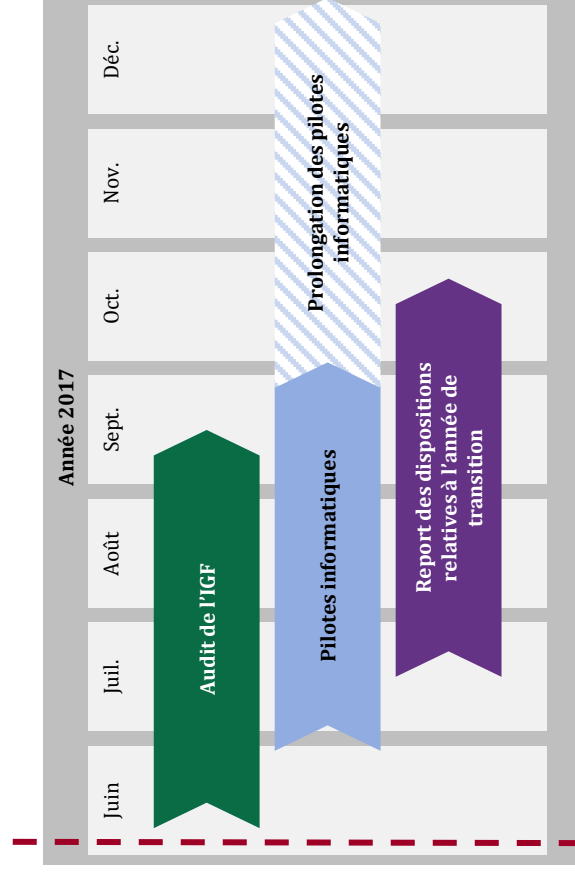 Année 2017
Juin
Juil.
Août
Sept.
Oct.
Nov.
Déc.
Audit de l'IGF
Pilotes informatiques
Prolongation des pilotes
informatiques
Report des dispositions
relatives à l'année de
transition